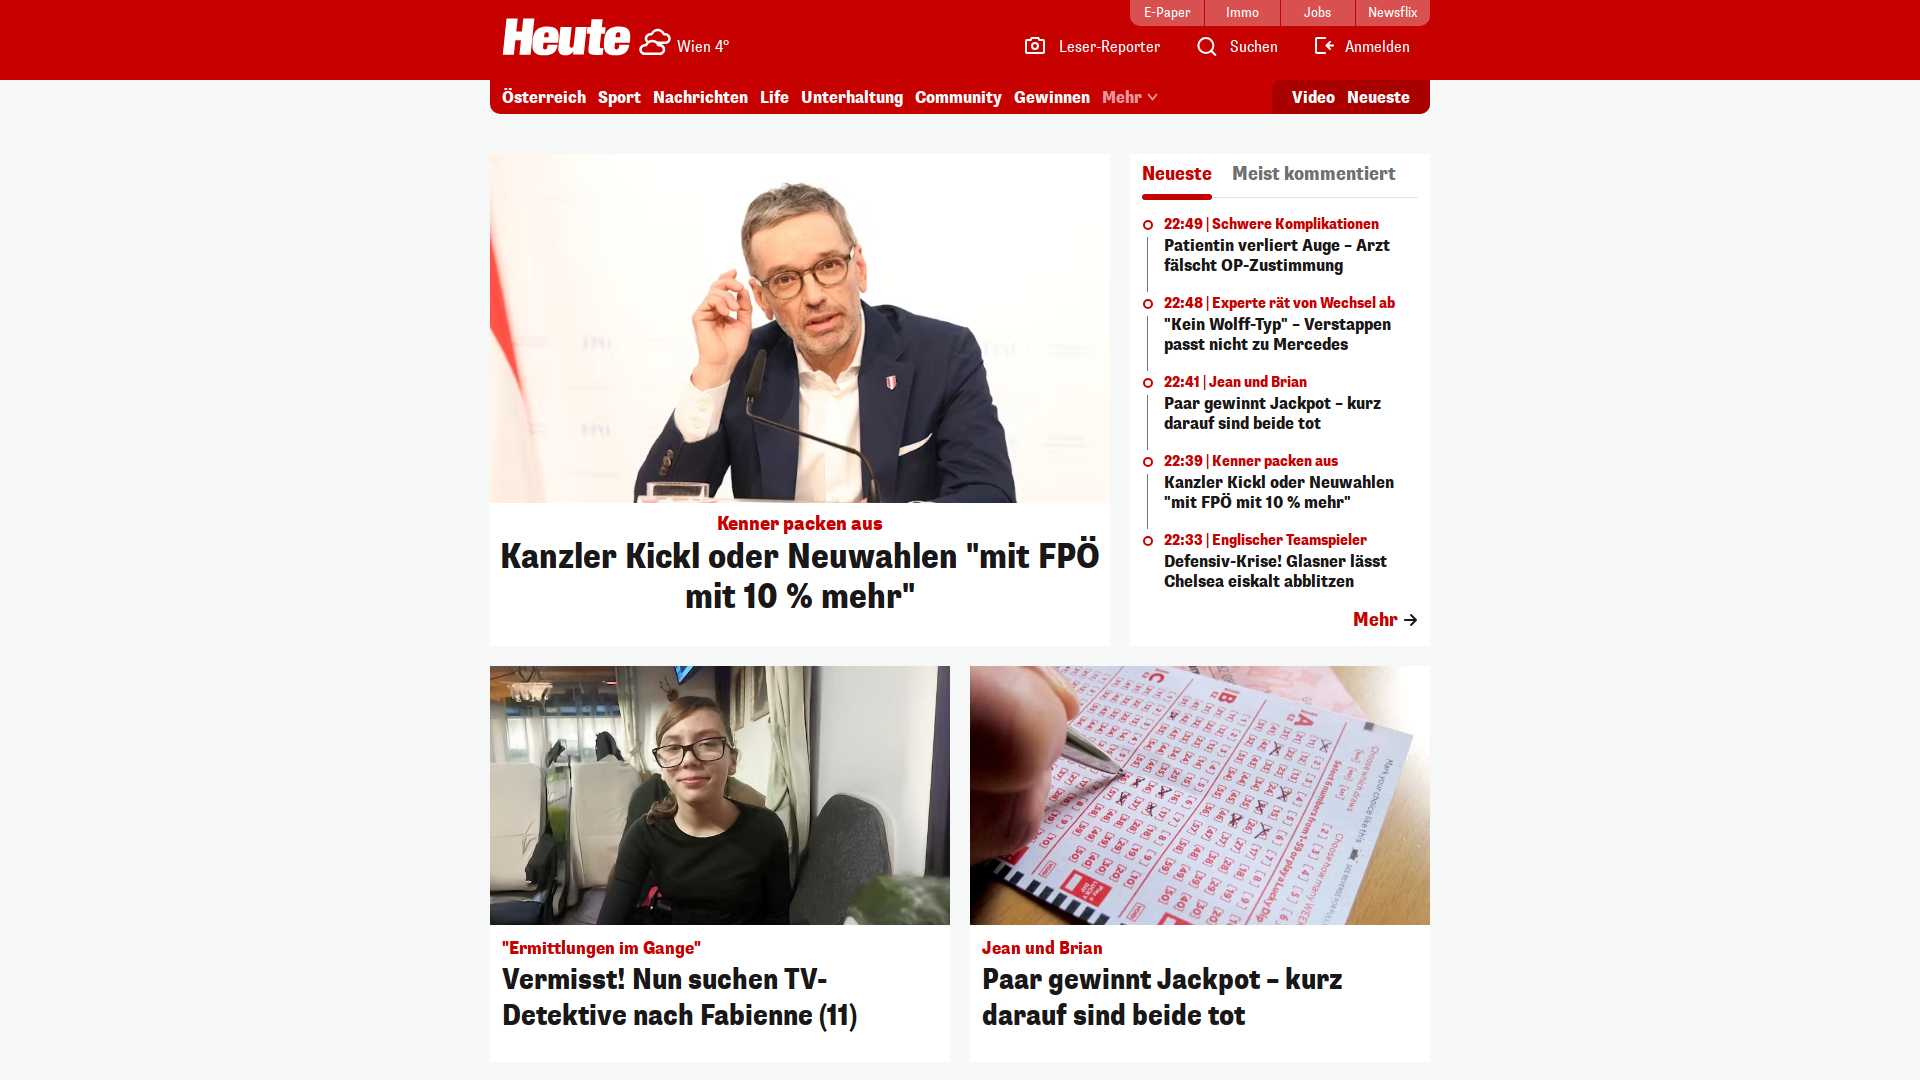 E-Paper
Immo
Jobs
Newsflix
Heute
Wien 4°
Leser-Reporter
Suchen
Anmelden
Österreich Sport Nachrichten Life Unterhaltung Community Gewinnen Mehr
Video Neueste
Kenner packen aus
Kanzler Kickl oder Neuwahlen "mit FPÖ
mit 10 % mehr"
Neueste
Meist kommentiert
22:49 | Schwere Komplikationen
Patientin verliert Auge – Arzt
fälscht OP-Zustimmung
22:48 | Experte rät von Wechsel ab
"Kein Wolff-Typ" – Verstappen
passt nicht zu Mercedes
22:41 | Jean und Brian
Paar gewinnt Jackpot – kurz
darauf sind beide tot
22:39 | Kenner packen aus
Kanzler Kickl oder Neuwahlen
"mit FPÖ mit 10 % mehr"
22:33 | Englischer Teamspieler
Defensiv-Krise! Glasner lässt
Chelsea eiskalt abblitzen
Mehr
"Ermittlungen im Gange"
Vermisst! Nun suchen TV-
Detektive nach Fabienne (11)
Jean und Brian
Paar gewinnt Jackpot – kurz
darauf sind beide tot